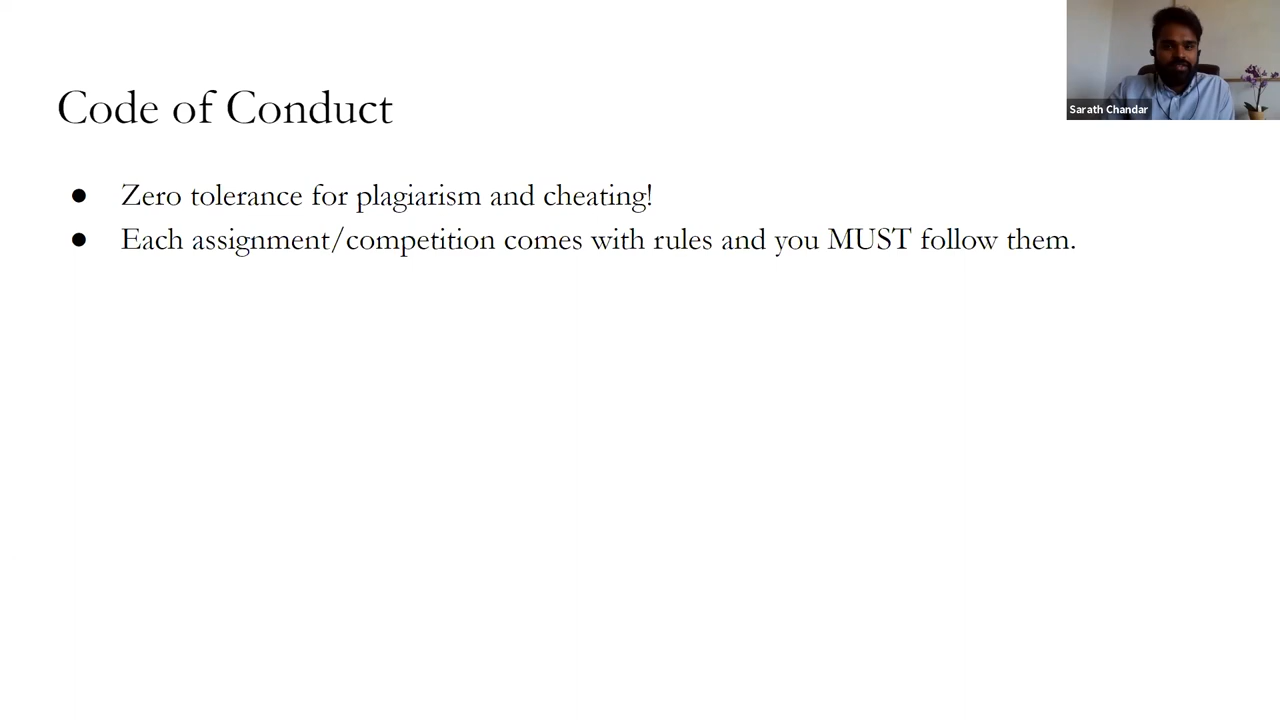 Sarath Chandar
Code of Conduct
● Zero tolerance for plagiarism and cheating!
● Each assignment/competition comes with rules and you MUST follow them.